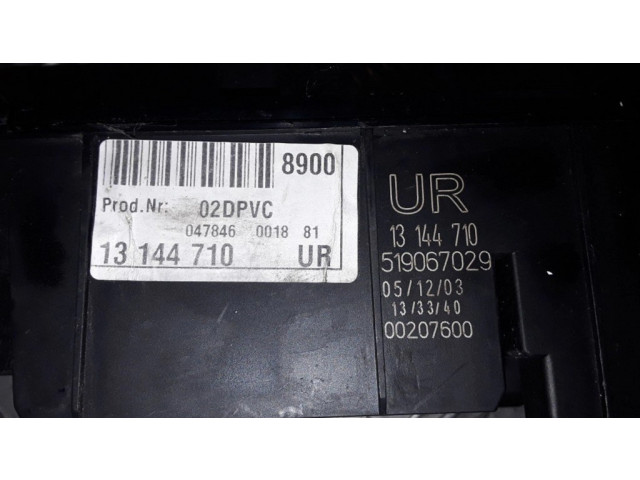 8900
Prod.Nr: 02DPVC
047846 0018 81
13 144 710 UR
UR
13 144 710
519067029
05/12/03
13/33/40
00207600